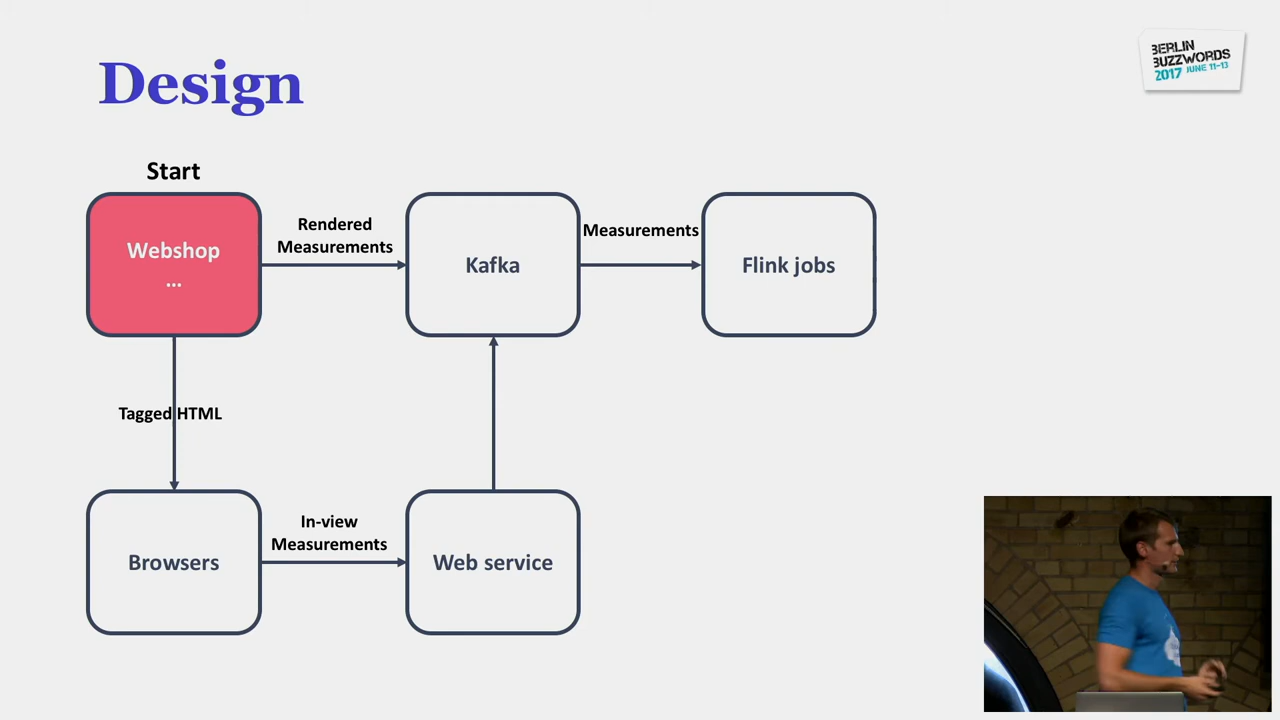 Design
BERLIN
BUZZWORDS
2017 JUNE 11-13
Start
Webshop
...
Rendered
Measurements
Kafka
Measurements
Flink jobs
Tagged HTML
Browsers
In-view
Measurements
Web service